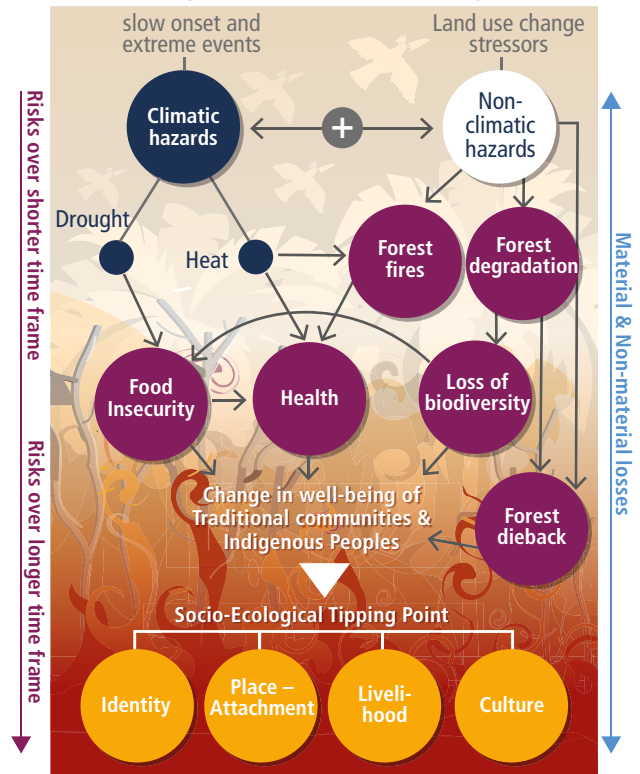 slow onset and
extreme events
Land use change
stressors
Climatic
hazards
+
Non-
climatic
hazards
Risks over shorter time frame
Drought
Heat
Forest
fires
Forest
degradation
Material & Non-material losses
Food
Insecurity
Health
Loss of
biodiversity
Risks over longer time frame
Change in well-being of
Traditional communities &
Indigenous Peoples
Forest
dieback
Socio-Ecological Tipping Point
Identity
Place –
Attachment
Liveli-
hood
Culture